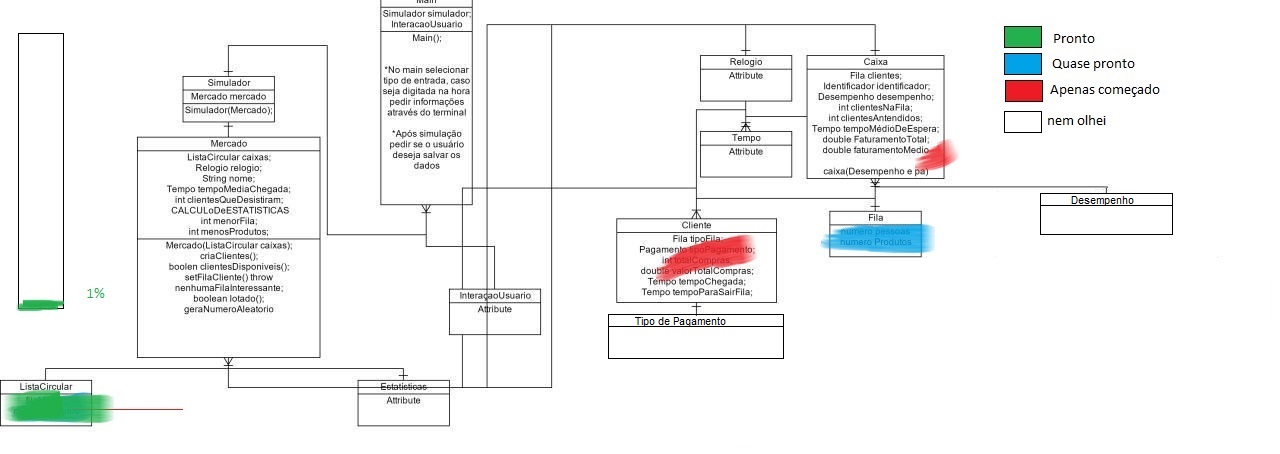 Main
Simulador simulador;
InteracaoUsuario
Main();
*No main selecionar
tipo de entrada, caso
seja digitada na hora
pedir informações
através do terminal
*Após simulação
pedir se o usuário
deseja salvar os
dados
Simulador
Mercado mercado
Simulador(Mercado);
Mercado
ListaCircular caixas;
Relogio relogio;
String nome;
Tempo tempoMediaChegada;
int clientesQueDesistiram;
CALCULoDeESTATISTICAS
int menorFila;
int menosProdutos;
Mercado(ListaCircular caixas);
criaClientes();
boolen clientesDisponiveis();
setFilaCliente() throw
nenhumaFilaInteressante;
boolean lotado();
geraNumeroAleatorio
1%
ListaCircular
Estatísticas
Attribute
InteraçaoUsuario
Attribute
Relogio
Attribute
Tempo
Attribute
Caixa
Fila clientes;
Identificador identificador;
Desempenho desempenho;
int clientesNaFila;
int clientesAntendidos;
Tempo tempoMédioDeEspera;
double FaturamentoTotal;
double faturamentoMedio
caixa(Desempenho e pa)
Cliente
Fila tipoFila;
Pagamento tipoPagamento;
int totalCompras;
double valorTotalCompras;
Tempo tempoChegada;
Tempo tempoParaSairFila;
Tipo de Pagamento
Fila
numero pessoas
numero Produtos
Desempenho
Pronto
Quase pronto
Apenas começado
nem olhei